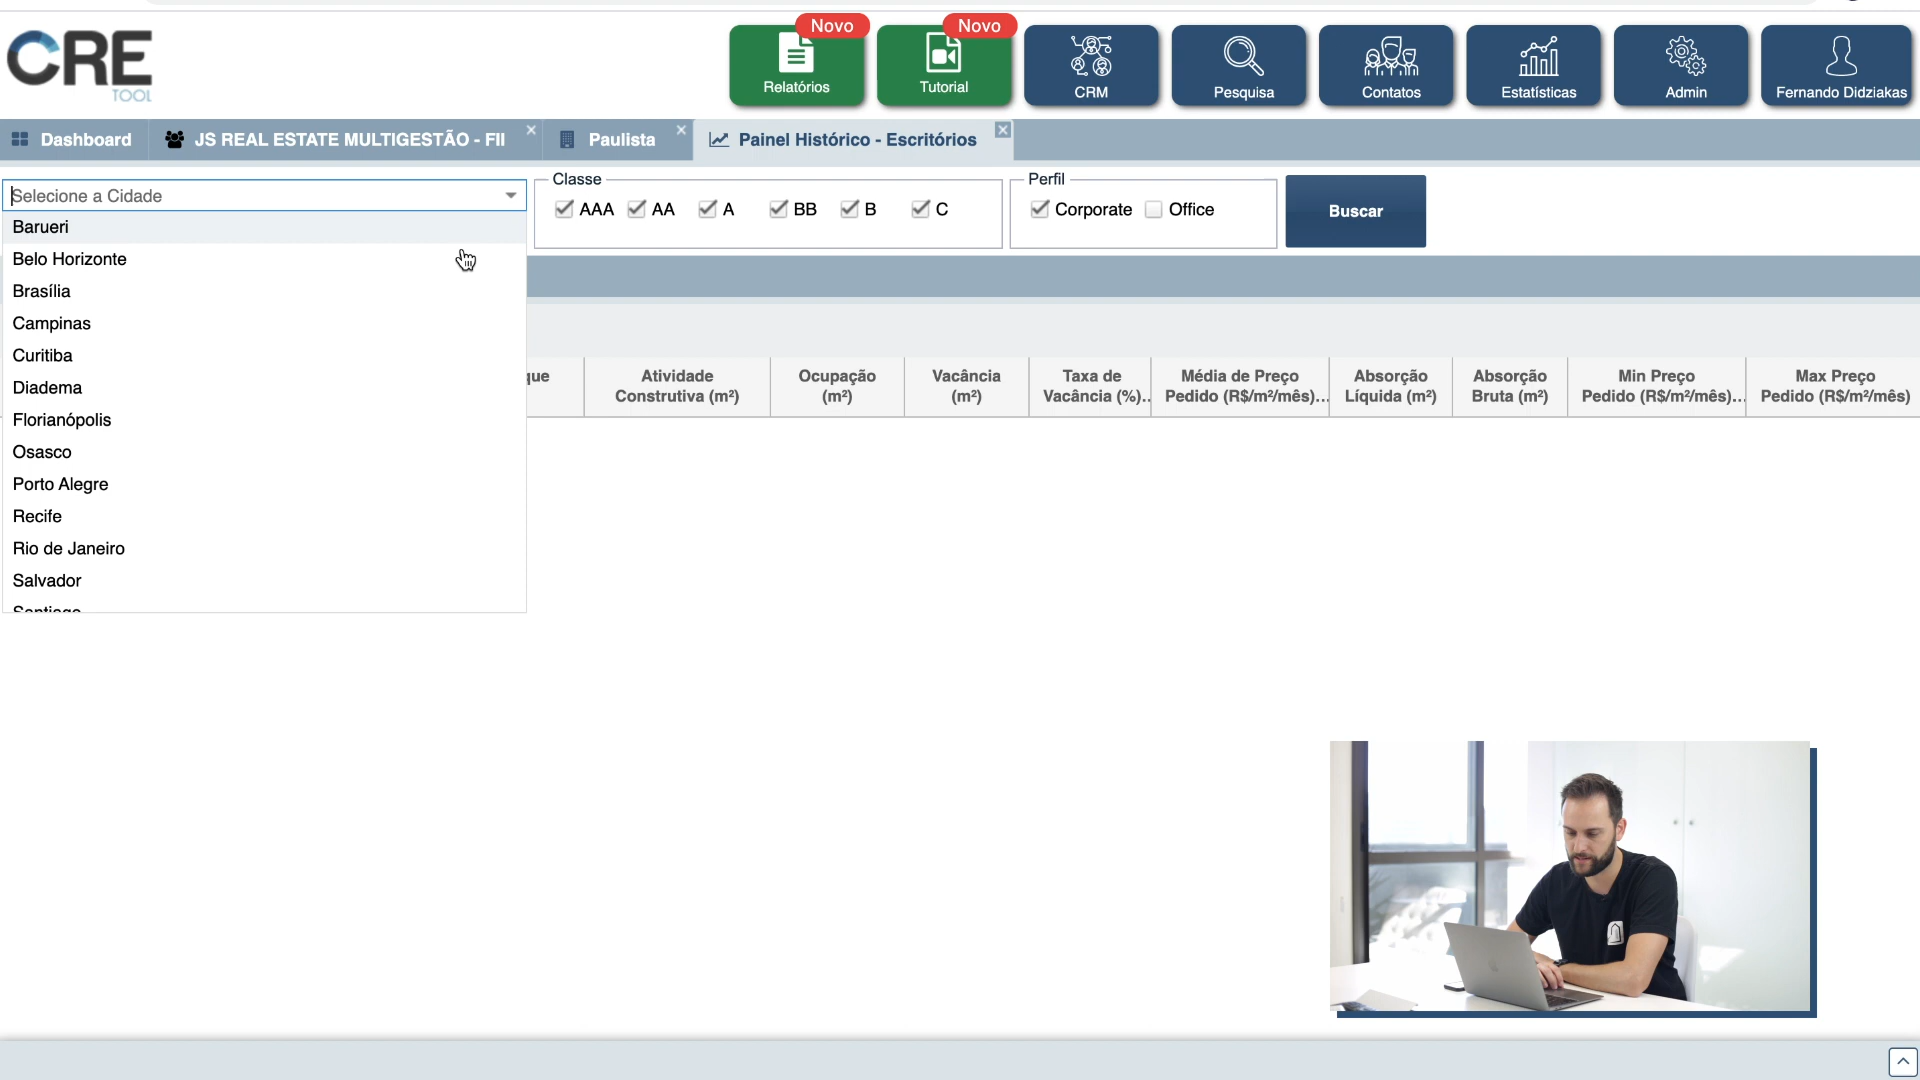 CRE
TOOL
Novo
Novo
Relatórios
Tutorial
CRM
Pesquisa
Contatos
Estatísticas
Admin
Fernando Didziakas
Dashboard
JS REAL ESTATE MULTIGESTÃO - FII
Paulista
Painel Histórico - Escritórios
Selecione a Cidade
Classe
AAA
AA
A
BB
B
C
Perfil
Corporate
Office
Buscar
Barueri
Belo Horizonte
Brasília
Campinas
Curitiba
Diadema
Florianópolis
Osasco
Porto Alegre
Recife
Rio de Janeiro
Salvador
que
Atividade
Construtiva (m²)
Ocupação
(m²)
Vacância
(m²)
Taxa de
Vacância (%)..
Média de Preço
Pedido (R$/m²/mês)...
Absorção
Líquida (m²)
Absorção
Bruta (m²)
Min Preço
Pedido (R$/m²/mês)...
Max Preço
Pedido (R$/m²/mês)